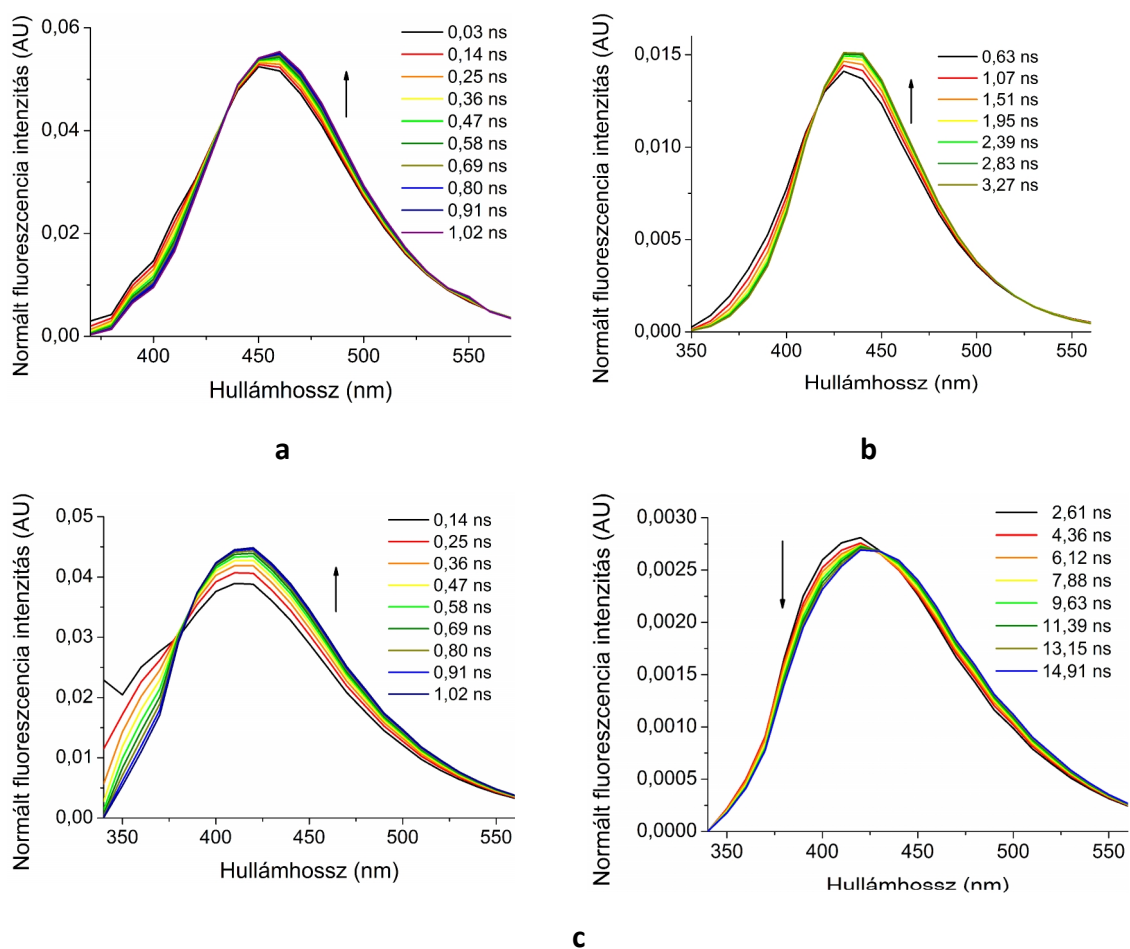 Normált fluoreszcencia intenzitás (AU)
0,06
0,04
0,02
0,00
400
450
500
550
Hullámhossz (nm)
0,03 ns
0,14 ns
0,25 ns
0,36 ns
0,47 ns
0,58 ns
0,69 ns
0,80 ns
0,91 ns
1,02 ns
a
Normált fluoreszcencia intenzitás (AU)
0,015
0,010
0,005
0,000
350
400
450
500
550
Hullámhossz (nm)
0,63 ns
1,07 ns
1,51 ns
1,95 ns
2,39 ns
2,83 ns
3,27 ns
b
Normált fluoreszcencia intenzitás (AU)
0,05
0,04
0,03
0,02
0,01
0,00
350
400
450
500
550
Hullámhossz (nm)
0,14 ns
0,25 ns
0,36 ns
0,47 ns
0,58 ns
0,69 ns
0,80 ns
0,91 ns
1,02 ns
Normált fluoreszcencia intenzitás (AU)
0,0030
0,0025
0,0020
0,0015
0,0010
0,0005
0,0000
350
400
450
500
550
Hullámhossz (nm)
2,61 ns
4,36 ns
6,12 ns
7,88 ns
9,63 ns
11,39 ns
13,15 ns
14,91 ns
c